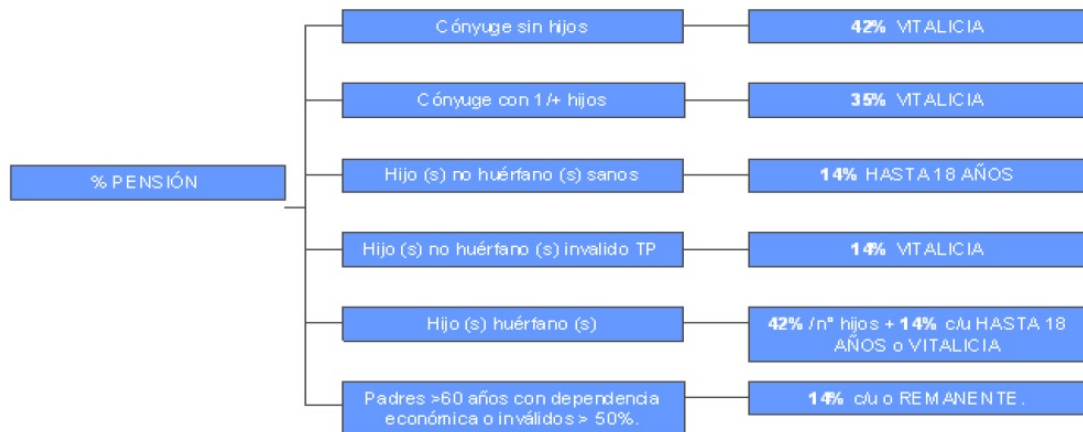 % PENSIÓN
Cónyuge sin hijos
42% VITALICIA
Cónyuge con 1/+ hijos
35% VITALICIA
Hijo (s) no huérfano (s) sanos
14% HASTA 18 AÑOS
Hijo (s) no huérfano (s) invalido TP
14% VITALICIA
Hijo (s) huérfano (s)
42% /n° hijos + 14% c/u HASTA 18
AÑOS o VITALICIA
Padres >60 años con dependencia
económica o inválidos > 50%.
14% c/u o REMANENTE.